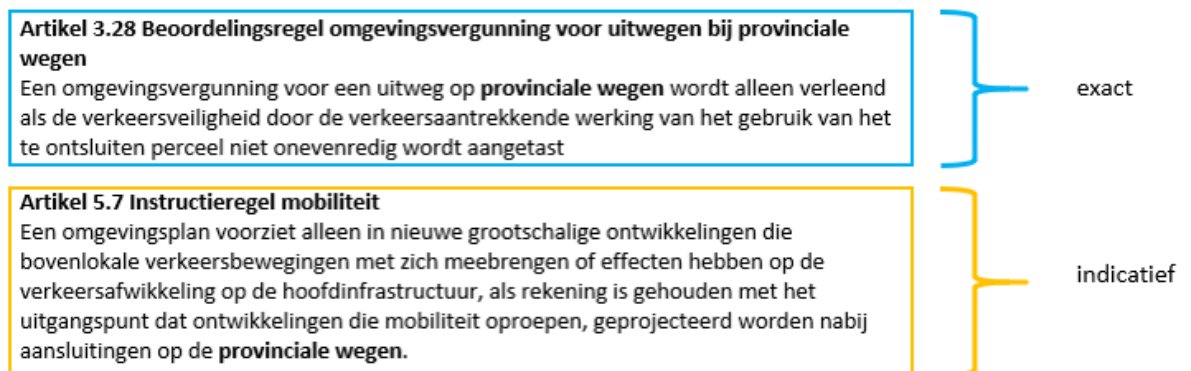 Artikel 3.28 Beoordelingsregel omgevingsvergunning voor uitwegen bij provinciale
wegen
Een omgevingsvergunning voor een uitweg op provinciale wegen wordt alleen verleend
als de verkeersveiligheid door de verkeersaantrekkende werking van het gebruik van het
te ontsluiten perceel niet onevenredig wordt aangetast
exact
Artikel 5.7 Instructieregel mobiliteit
Een omgevingsplan voorziet alleen in nieuwe grootschalige ontwikkelingen die
bovenlokale verkeersbewegingen met zich meebrengen of effecten hebben op de
verkeersafwikkeling op de hoofdinfrastructuur, als rekening is gehouden met het
uitgangspunt dat ontwikkelingen die mobiliteit oproepen, geprojecteerd worden nabij
aansluitingen op de provinciale wegen.
indicatief